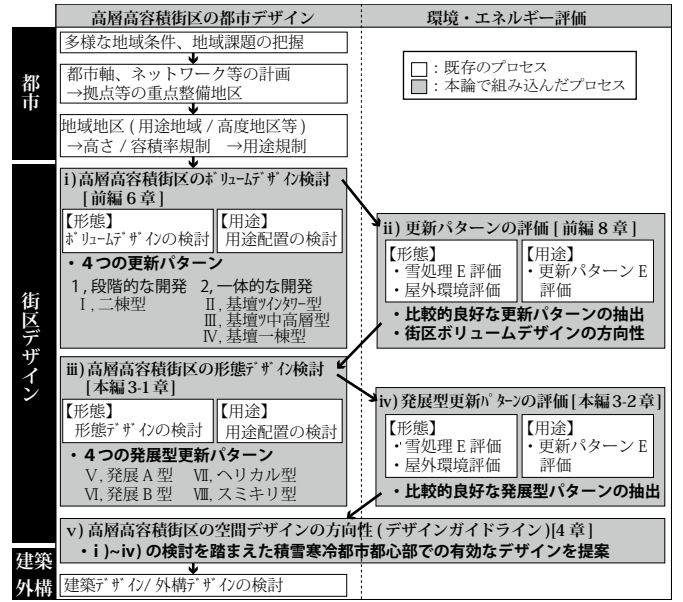 高層高容積街区の都市デザイン
環境・エネルギー評価
都市
多様な地域条件、地域課題の把握
都市軸、ネットワーク等の計画
→拠点等の重点整備地区
地域地区(用途地域/高度地区等)
→高さ/容積率規制 →用途規制
□:既存のプロセス
■:本論で組み込んだプロセス
街区デザイン
i)高層高容積街区のボリュームデザイン検討
[前編6章]
【形態】
ボリュームデザインの検討
【用途】
用途配置の検討
・4つの更新パターン
1,段階的な開発 2,一体的な開発
Ⅰ,二棟型 Ⅱ,基壇ツインタワー型
Ⅲ,基壇ツ中高層型
Ⅳ,基壇一棟型
ii)更新パターンの評価[前編8章]
【形態】
・雪処理E評価
・屋外環境評価
【用途】
・更新パターンE
評価
・比較的良好な更新パターンの抽出
・街区ボリュームデザインの方向性
iii)高層高容積街区の形態デザイン検討
[本編3-1章]
【形態】
形態デザインの検討
【用途】
用途配置の検討
・4つの発展型更新パターン
Ⅴ,発展A型 Ⅶ,ヘリカル型
Ⅵ,発展B型 Ⅷ,スミキリ型
iv)発展型更新パターンの評価[本編3-2章]
【形態】
・雪処理E評価
・屋外環境評価
【用途】
・更新パターンE
評価
・比較的良好な発展型パターンの抽出
v)高層高容積街区の空間デザインの方向性(デザインガイドライン)[4章]
・i)~iv)の検討を踏まえた積雪寒冷都市都心部での有効なデザインを提案
建築
外構
建築デザイン/外構デザインの検討